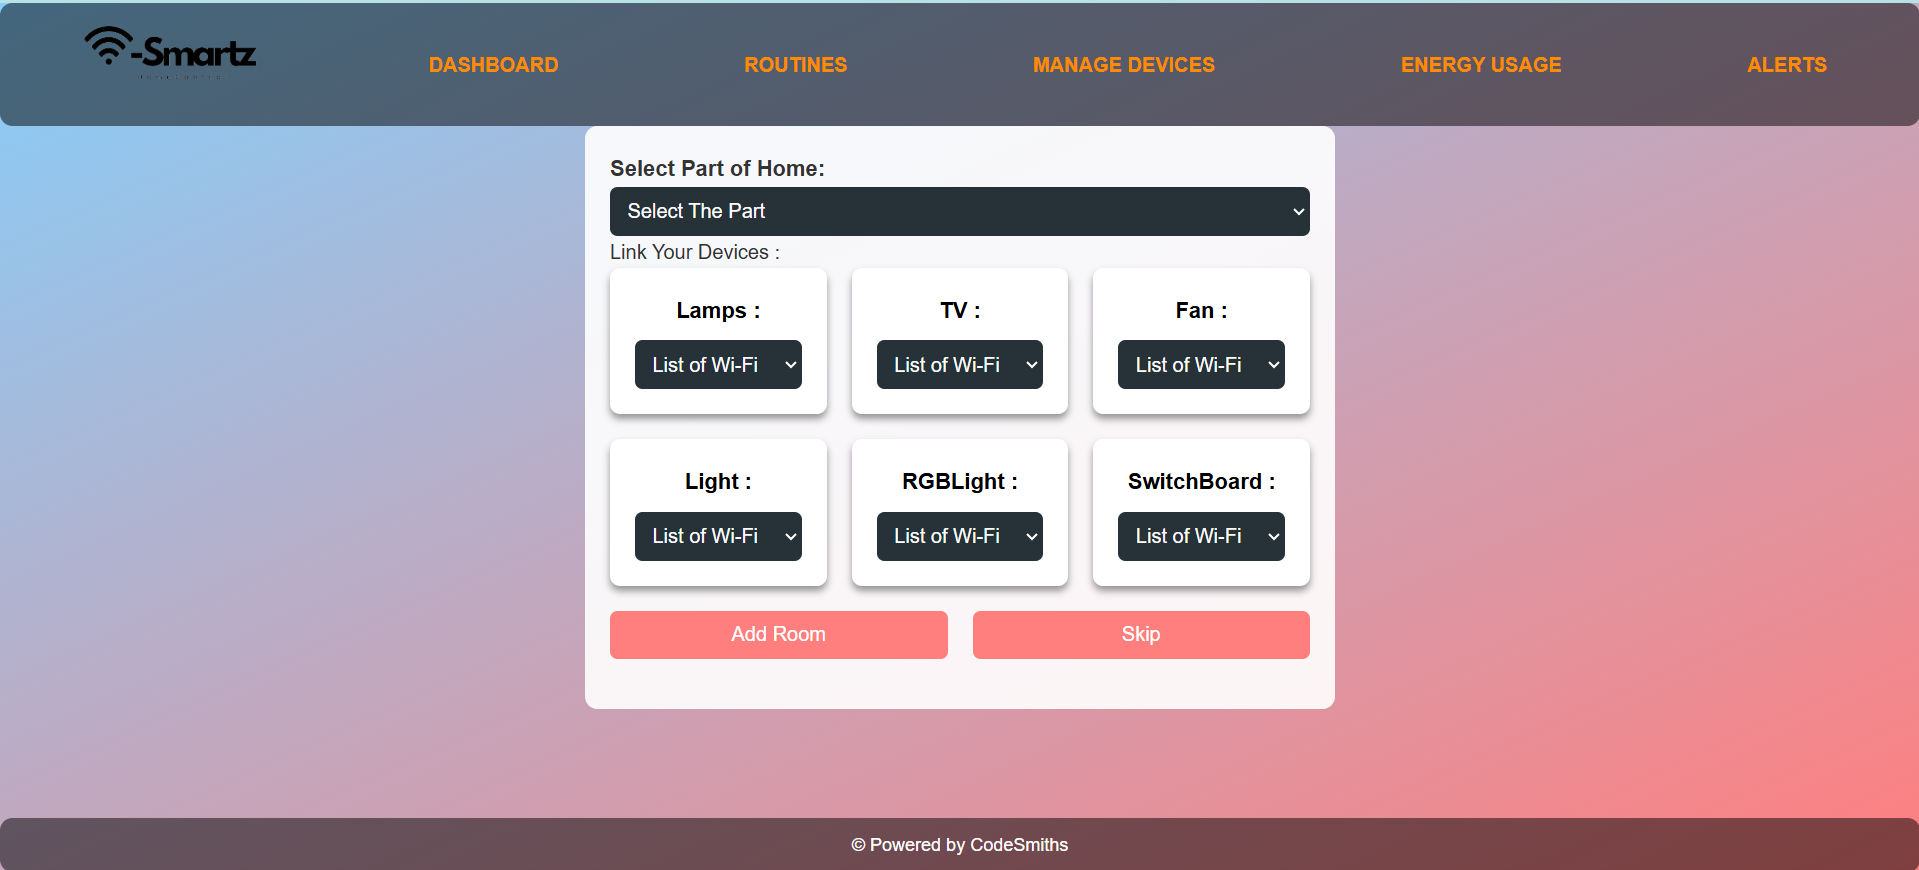 -Smartz
DASHBOARD
ROUTINES
MANAGE DEVICES
ENERGY USAGE
ALERTS
Select Part of Home:
Select The Part
Link Your Devices :
Lamps :
TV :
Fan :
List of Wi-Fi
List of Wi-Fi
List of Wi-Fi
Light :
RGBLight :
SwitchBoard :
List of Wi-Fi
List of Wi-Fi
List of Wi-Fi
Add Room
Skip
© Powered by CodeSmiths